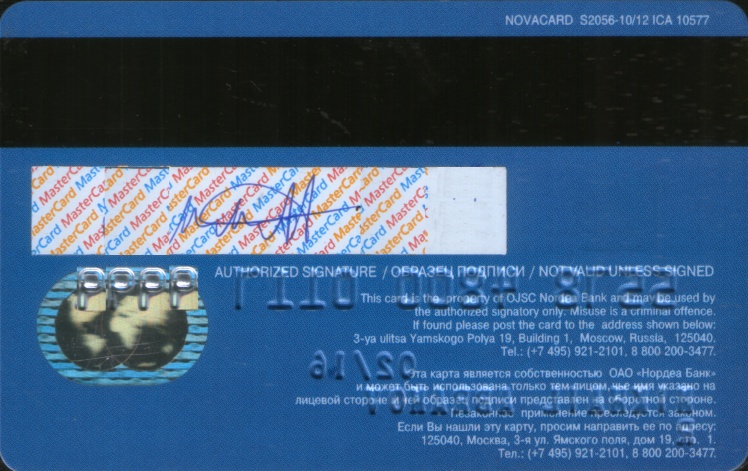 NOVACARD S2056-10/12 ICA 10577
MasterCard
AUTHORIZED SIGNATURE / ОБРАЗЕЦ ПОДПИСИ / NOT VALID UNLESS SIGNED
This card is the property of OJSC Nordea Bank and may be used by
the authorized signatory only. Misuse is a criminal offence.
If found please post the card to the address shown below:
3-ya ulitsa Yamskogo Polya 19, Building 1, Moscow, Russia, 125040.
Tel.: (+7 495) 921-2101, 8 800 200-3477.
Эта карта является собственностью ОАО «Нордеа Банк»
и может быть использована только тем лицом, чье имя указано на
лицевой стороне и чей образец подписи представлен на оборотной стороне.
Незаконное применение преследуется законом.
Если Вы нашли эту карту, просим направить ее по адресу:
125040, Москва, 3-я ул. Ямского поля, дом 19, стр. 1.
Тел.: (+7 495) 921-2101, 8 800 200-3477.